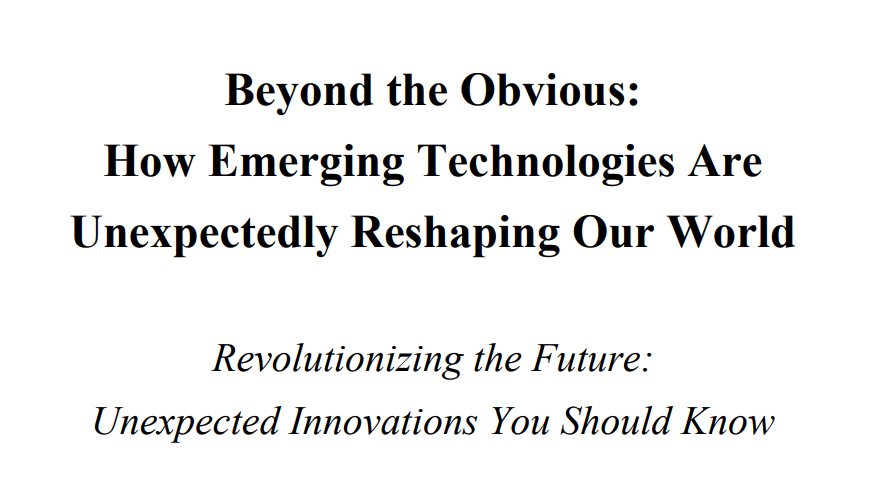 Beyond the Obvious:
How Emerging Technologies Are
Unexpectedly Reshaping Our World
Revolutionizing the Future:
Unexpected Innovations You Should Know